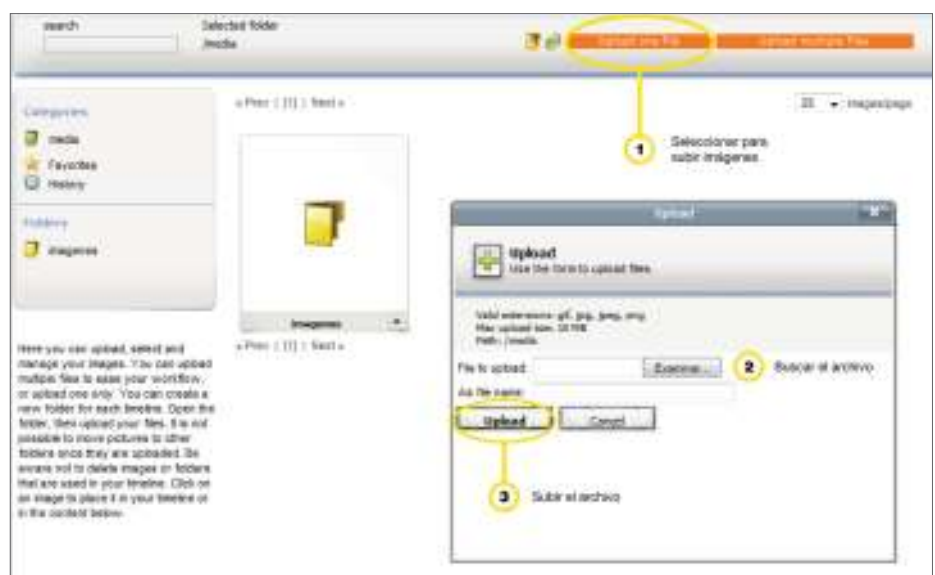 search
Selected folder
/media
Upload one file
Upload multiple files
Categories
media
Favorites
History
Folders
imagenes
« Prev | [1] | Next »
images/page
1
Seleccionar para
subir imágenes
imagenes
« Prev | [1] | Next »
Upload
Upload
Use the form to upload files.
Valid extensions: gif, jpg, jpeg, png
Max upload size: 10 MB
Path: /media
File to upload:
Examinar...
2
Buscar el archivo
As file name:
Upload
Cancel
3
Subir el archivo
Here you can upload, select and
manage your images. You can upload
multiple files to ease your workflow,
or upload one only. You can create a
new folder for each timeline. Open the
folder, then upload your files. It is not
possible to move pictures to other
folders once they are uploaded. Be
aware not to delete images or folders
that are used in your timeline. Click on
an image to place it in your timeline or
in the content below.